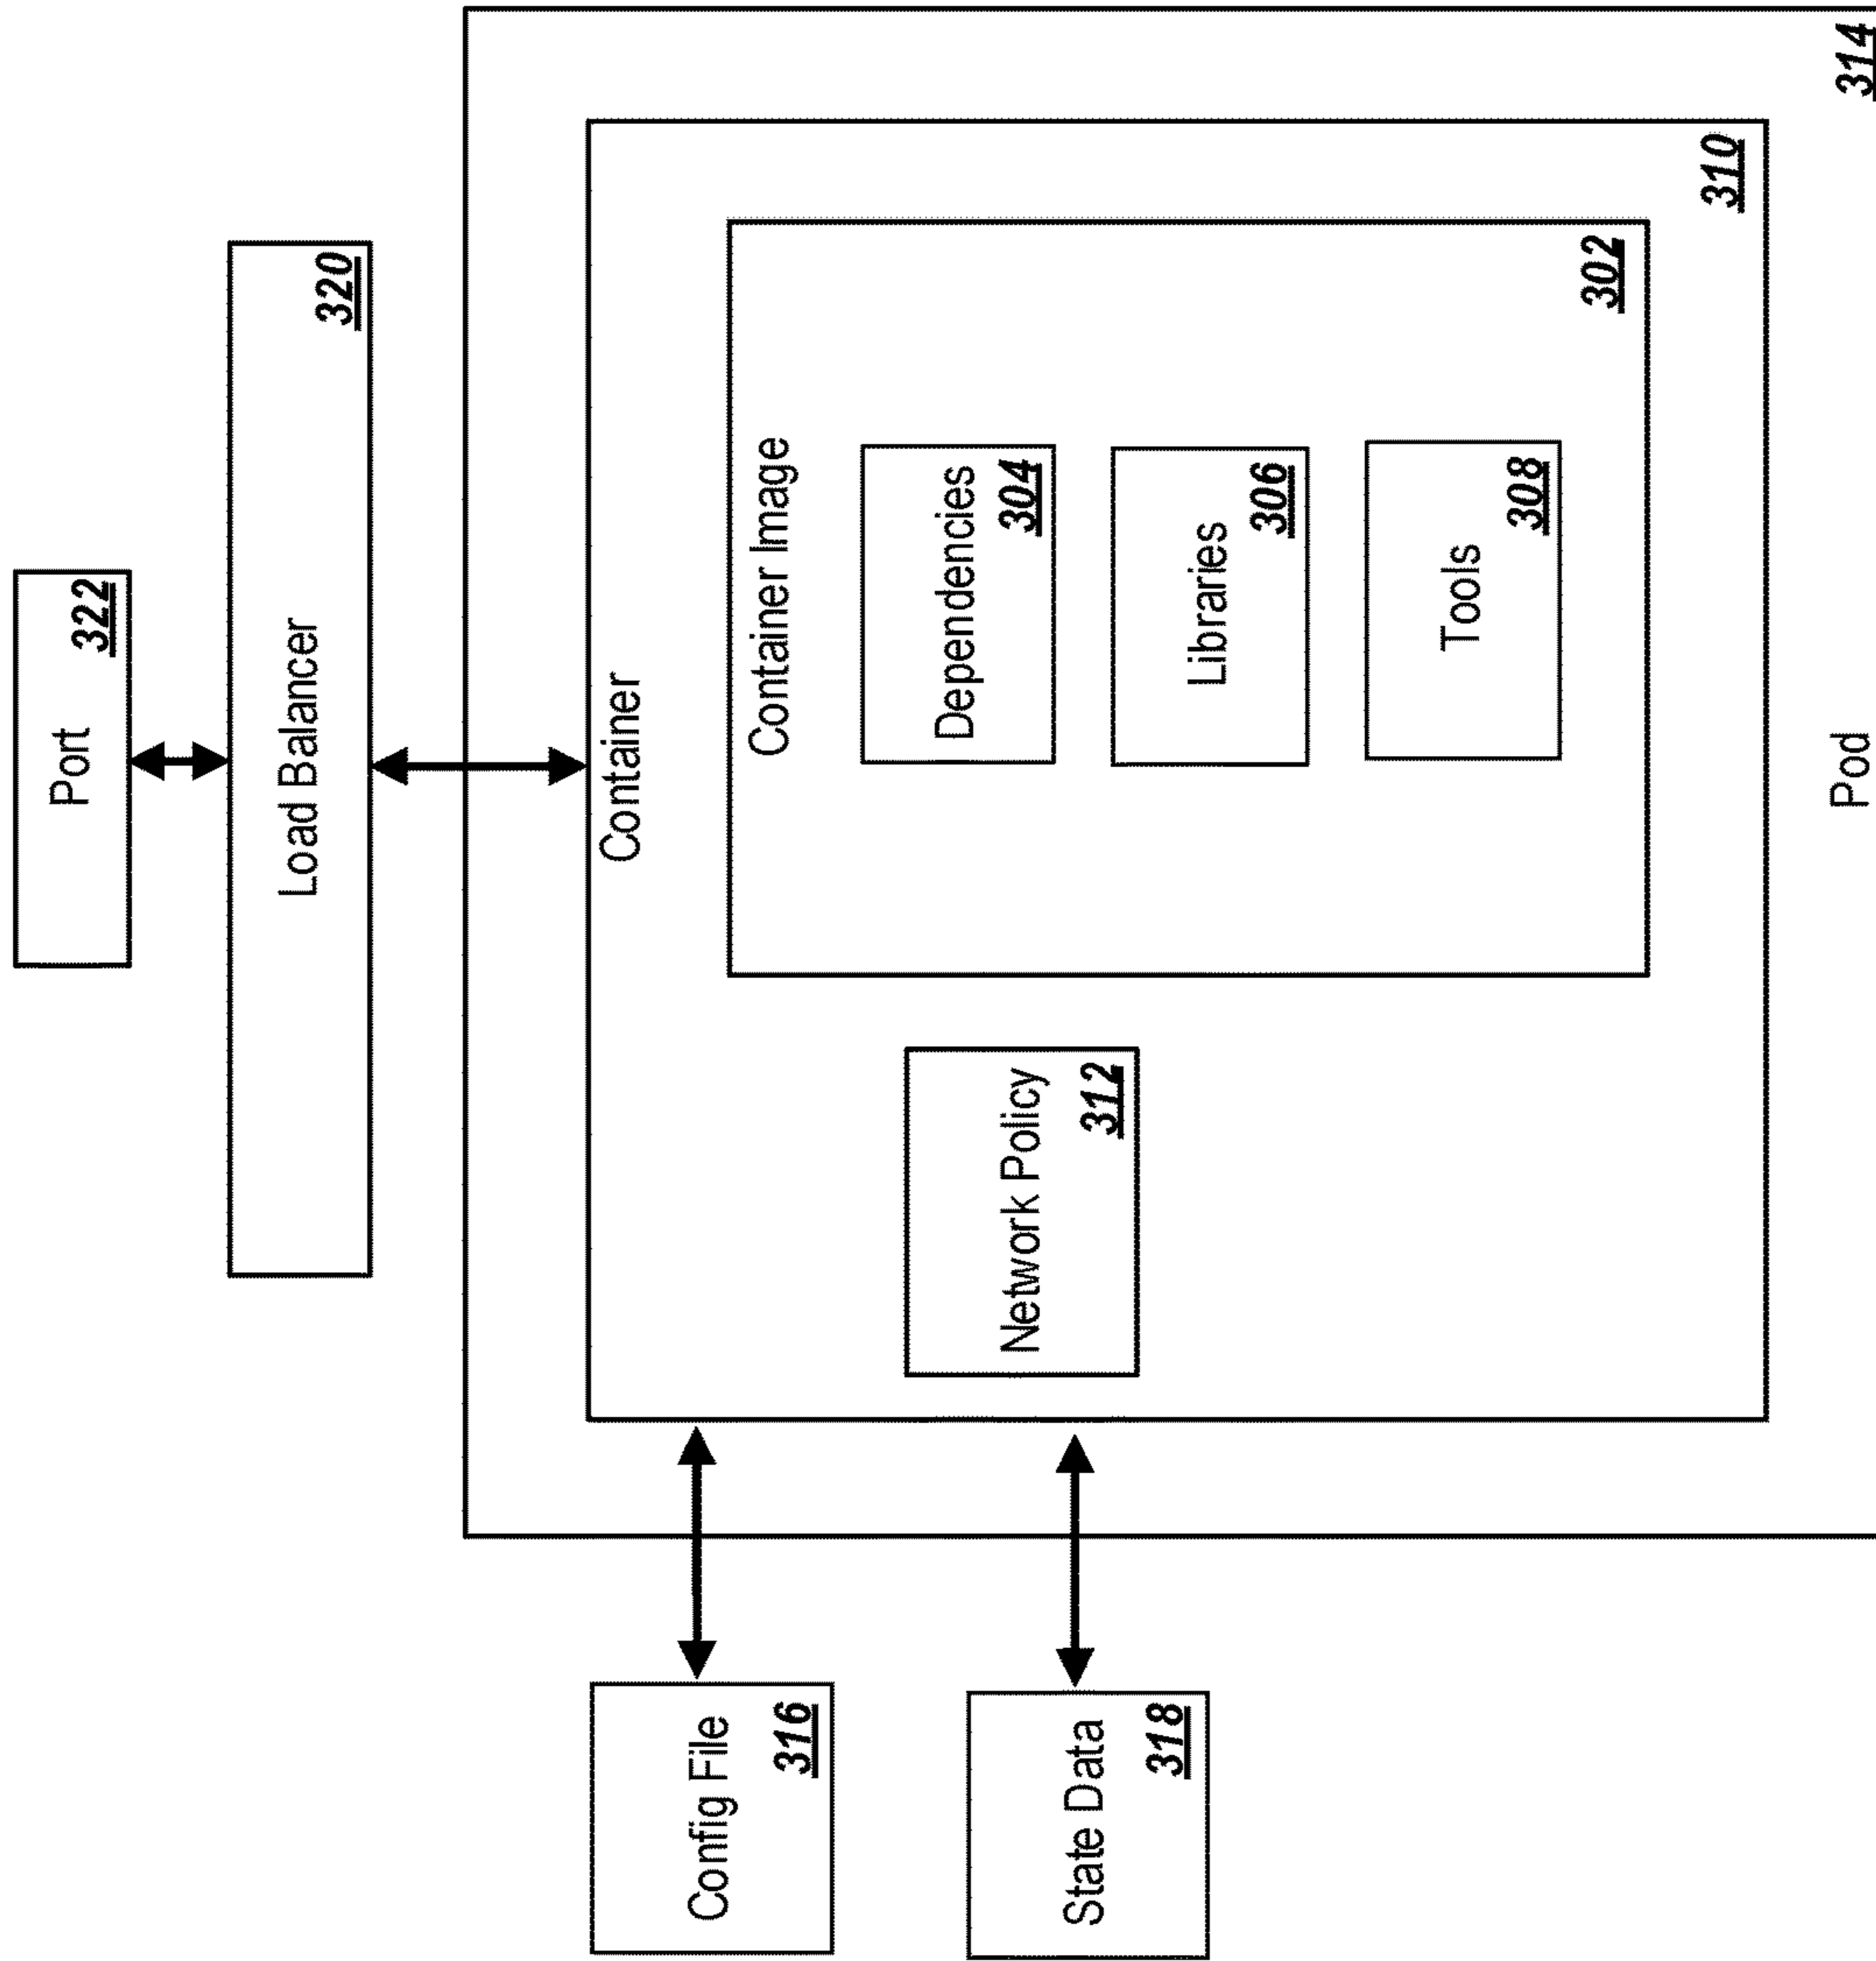 Port
322
Load Balancer
320
Container
Container Image
Dependencies
304
Libraries
306
Tools
308
302
Network Policy
312
310
Config File
316
State Data
318
Pod
314